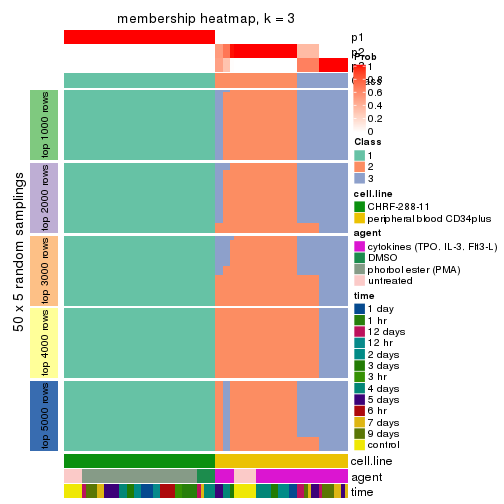 membership heatmap, k = 3
p1
p2
Prob
1
0.8
0.6
0.4
0.2
0
Class
1
2
3
cell.line
CHRF-288-11
peripheral blood CD34plus
agent
cytokines (TPO, IL-3, Flt3-L)
DMSO
phorbol ester (PMA)
untreated
time
1 day
1 hr
12 days
12 hr
2 days
3 days
3 hr
4 days
5 days
6 hr
7 days
9 days
control
50 x 5 random samplings
top 1000 rows
top 2000 rows
top 3000 rows
top 4000 rows
top 5000 rows
cell.line
agent
time